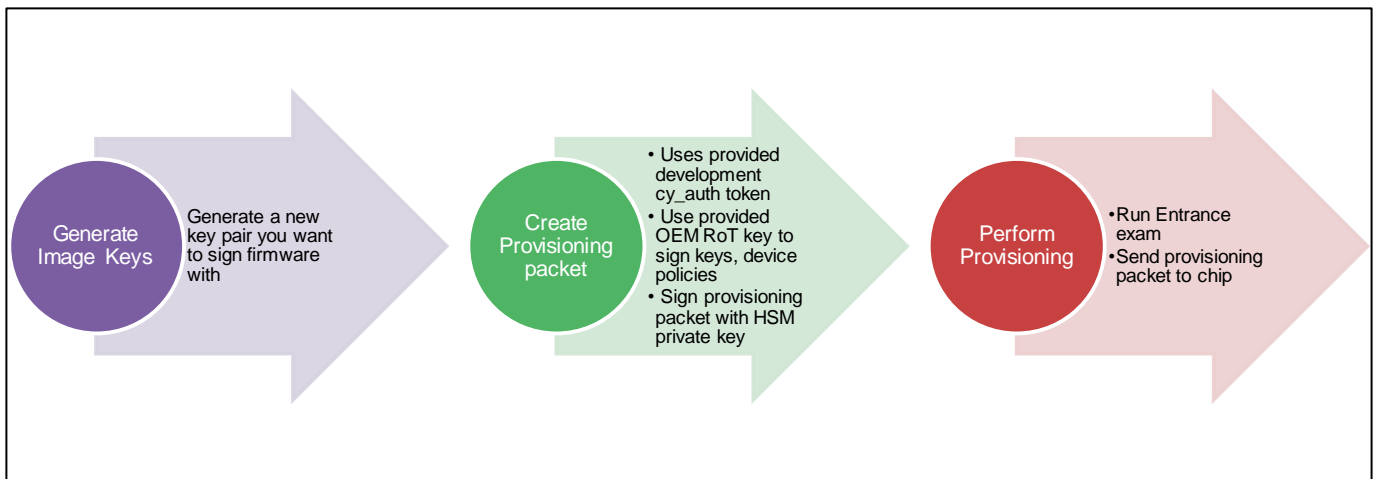 Generate
Image Keys
Generate a new
key pair you want
to sign firmware
with
Create
Provisioning
packet
• Uses provided
development
cy_auth token
• Use provided
OEM RoT key to
sign keys, device
policies
• Sign provisioning
packet with HSM
private key
Perform
Provisioning
•Run Entrance
exam
•Send provisioning
packet to chip